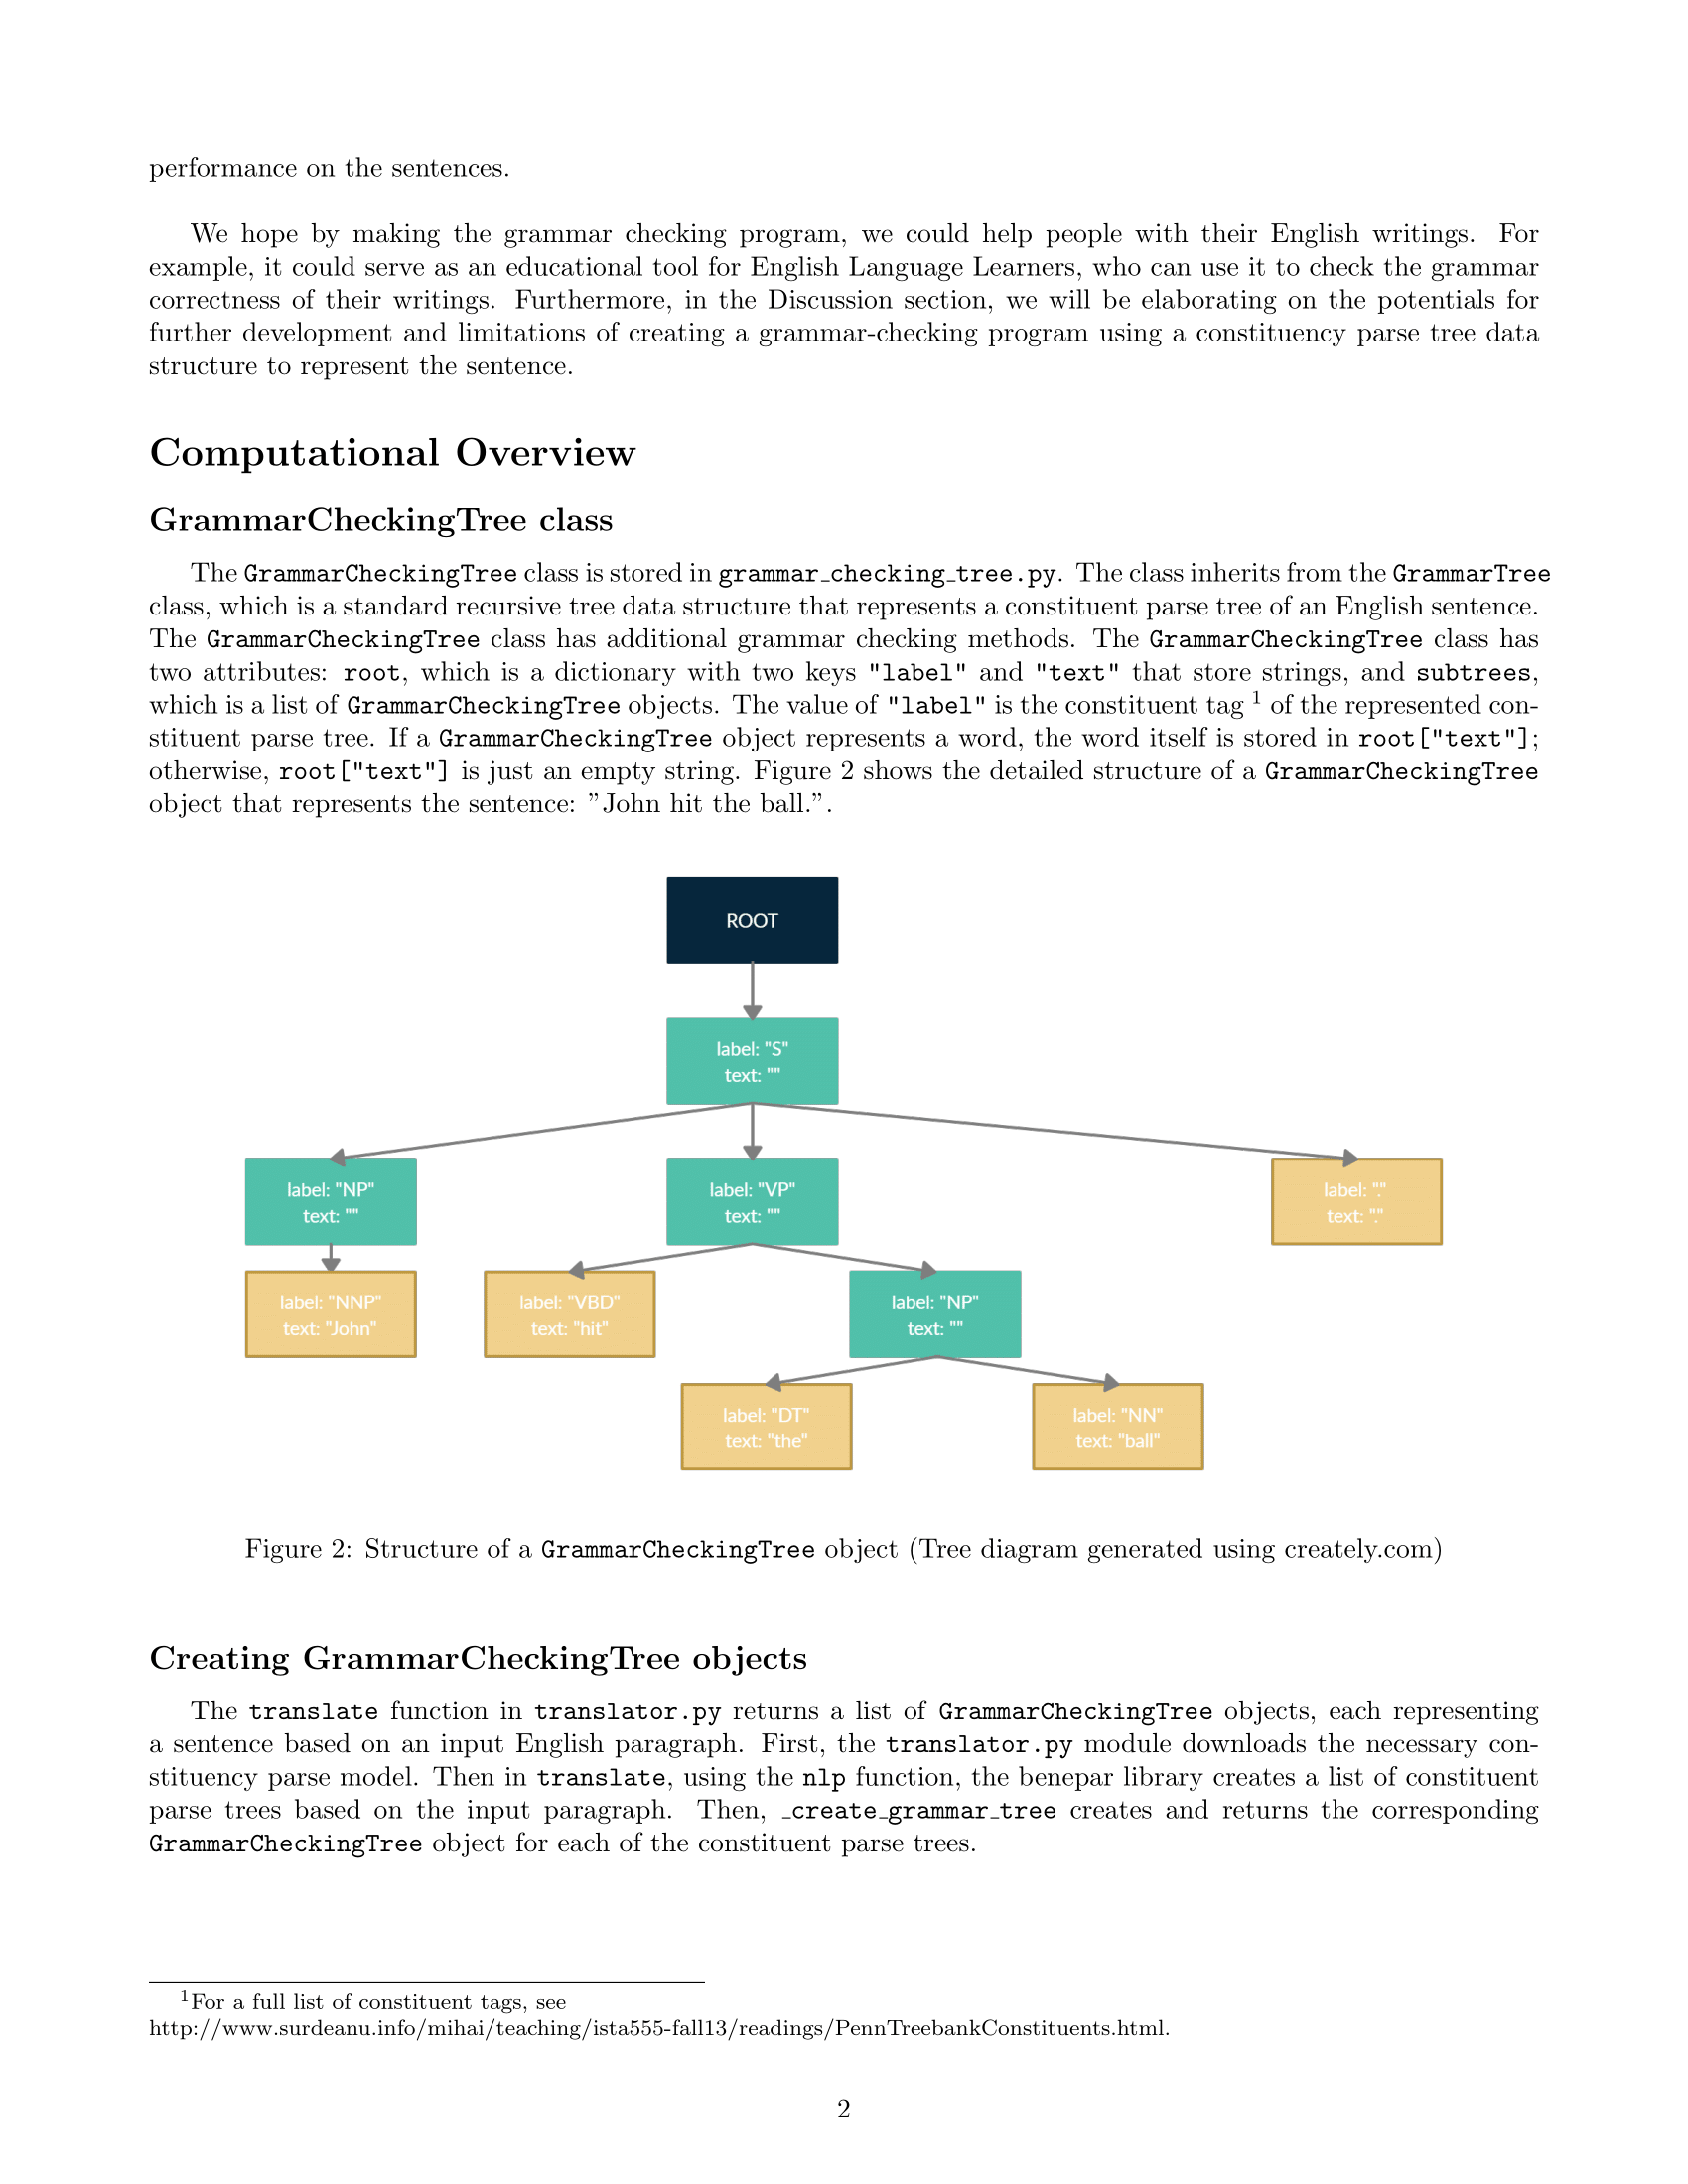 performance on the sentences.
We hope by making the grammar checking program, we could help people with their English writings. For
example, it could serve as an educational tool for English Language Learners, who can use it to check the grammar
correctness of their writings. Furthermore, in the Discussion section, we will be elaborating on the potentials for
further development and limitations of creating a grammar-checking program using a constituency parse tree data
structure to represent the sentence.
Computational Overview
GrammarCheckingTree class
The GrammarCheckingTree class is stored in grammar_checking_tree.py. The class inherits from the GrammarTree
class, which is a standard recursive tree data structure that represents a constituent parse tree of an English sentence.
The GrammarCheckingTree class has additional grammar checking methods. The GrammarCheckingTree class has
two attributes: root, which is a dictionary with two keys "label" and "text" that store strings, and subtrees,
which is a list of GrammarCheckingTree objects. The value of "label" is the constituent tag 1 of the represented con-
stituent parse tree. If a GrammarCheckingTree object represents a word, the word itself is stored in root["text"];
otherwise, root["text"] is just an empty string. Figure 2 shows the detailed structure of a GrammarCheckingTree
object that represents the sentence: ”John hit the ball.”.
ROOT
label: "S"
text: ""
label: "NP"
text: ""
label: "VP"
text: ""
label: "."
text: "."
label: "NNP"
text: "John"
label: "VBD"
text: "hit"
label: "NP"
text: ""
label: "DT"
text: "the"
label: "NN"
text: "ball"
Figure 2: Structure of a GrammarCheckingTree object (Tree diagram generated using creately.com)
Creating GrammarCheckingTree objects
The translate function in translator.py returns a list of GrammarCheckingTree objects, each representing
a sentence based on an input English paragraph. First, the translator.py module downloads the necessary con-
stituency parse model. Then in translate, using the nlp function, the benepar library creates a list of constituent
parse trees based on the input paragraph. Then, _create_grammar_tree creates and returns the corresponding
GrammarCheckingTree object for each of the constituent parse trees.
1For a full list of constituent tags, see
http://www.surdeanu.info/mihai/teaching/ista555-fall13/readings/PennTreebankConstituents.html.
2